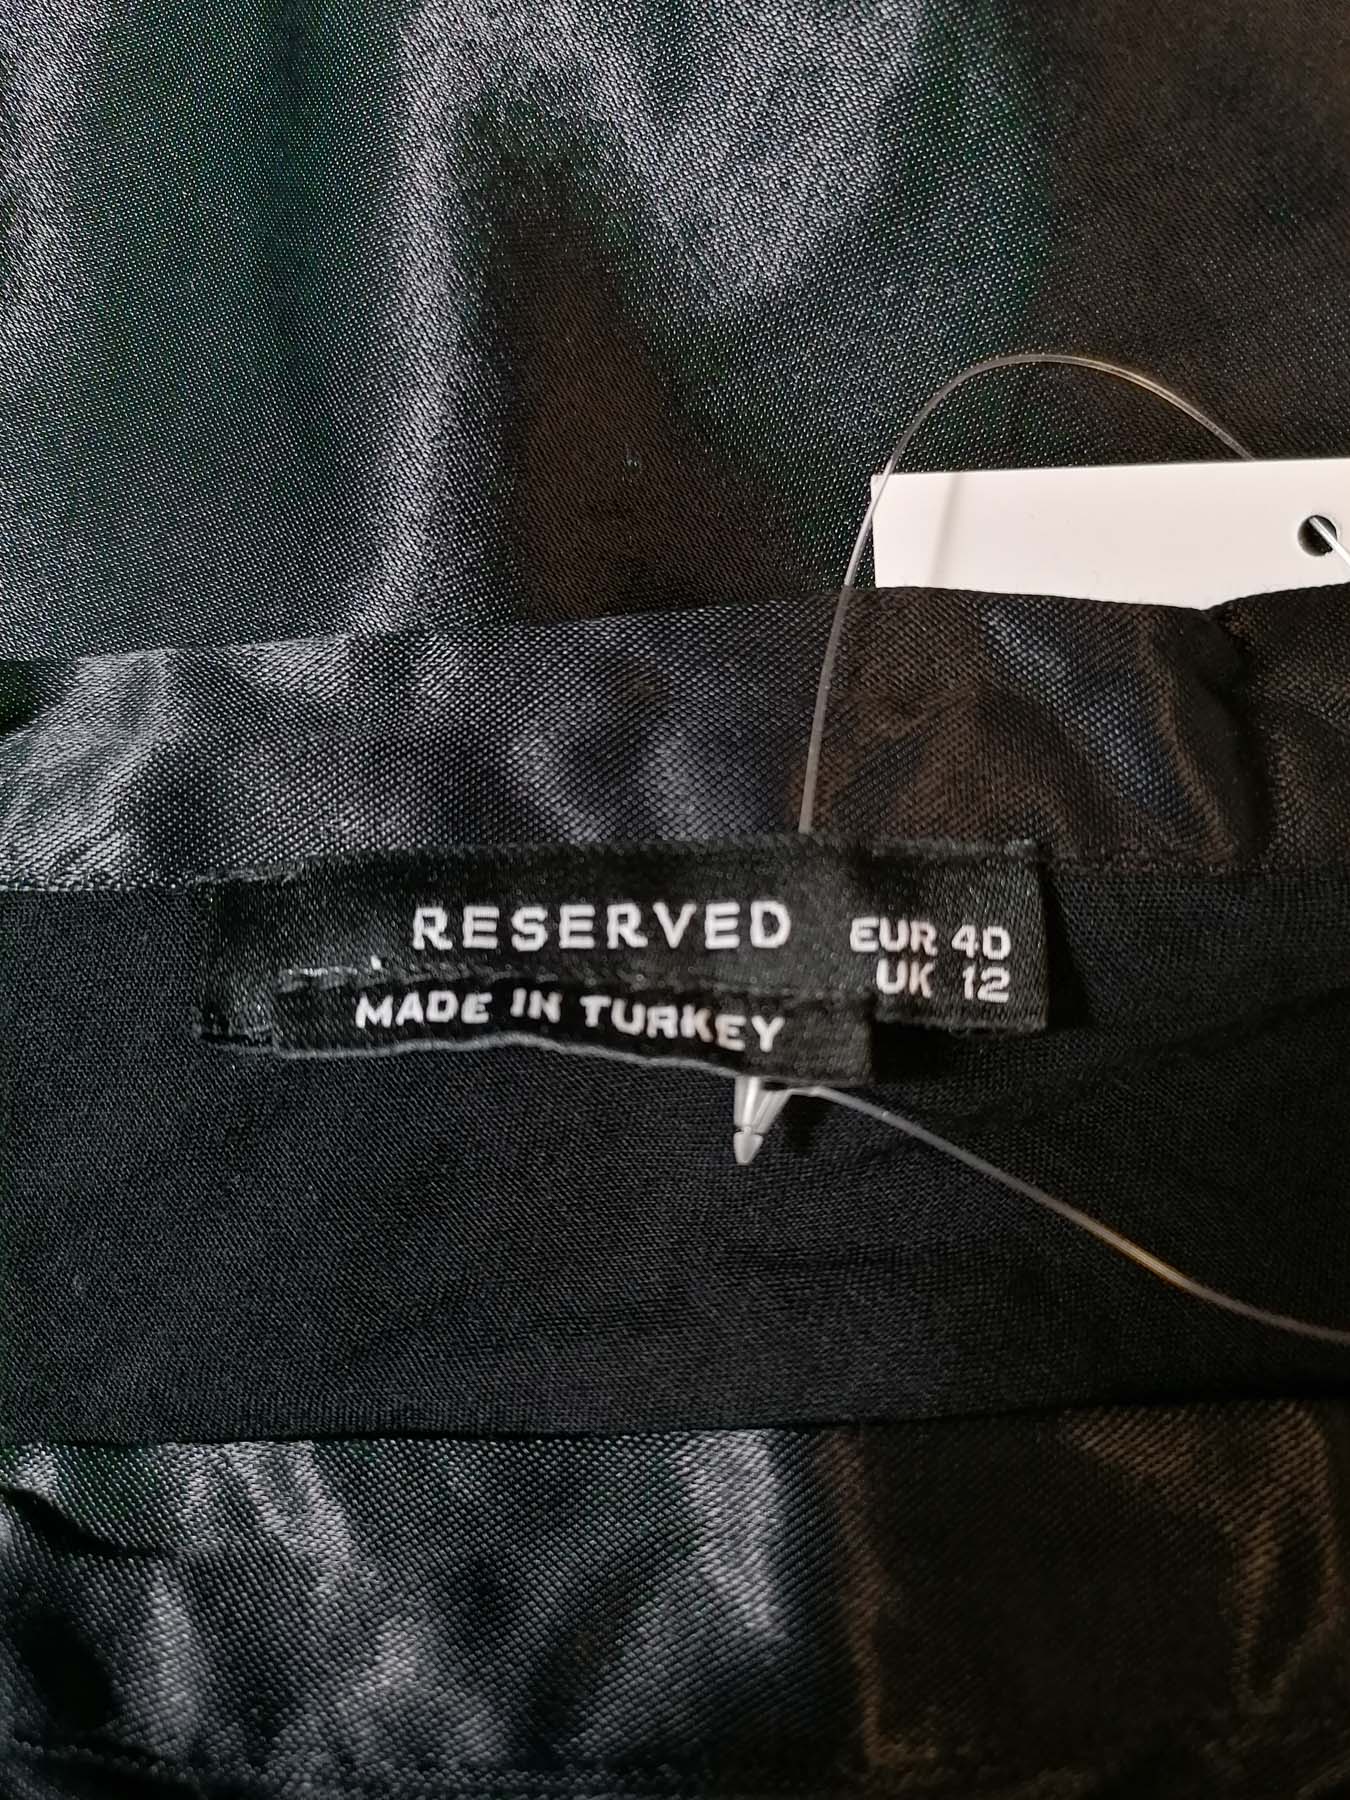 RESERVED
EUR 40
UK 12
MADE IN TURKEY